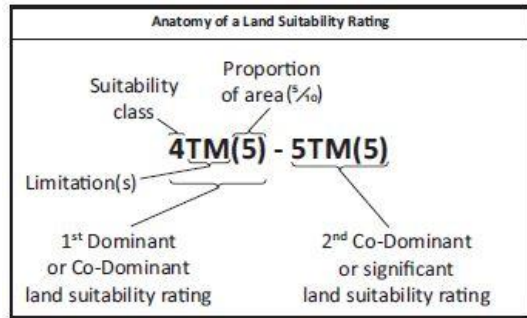 Anatomy of a Land Suitability Rating
Suitability
class
Proportion
of area (⁵⁄₁₀)
4TM(5) - 5TM(5)
Limitation(s)
1st Dominant
or Co-Dominant
land suitability rating
2nd Co-Dominant
or significant
land suitability rating